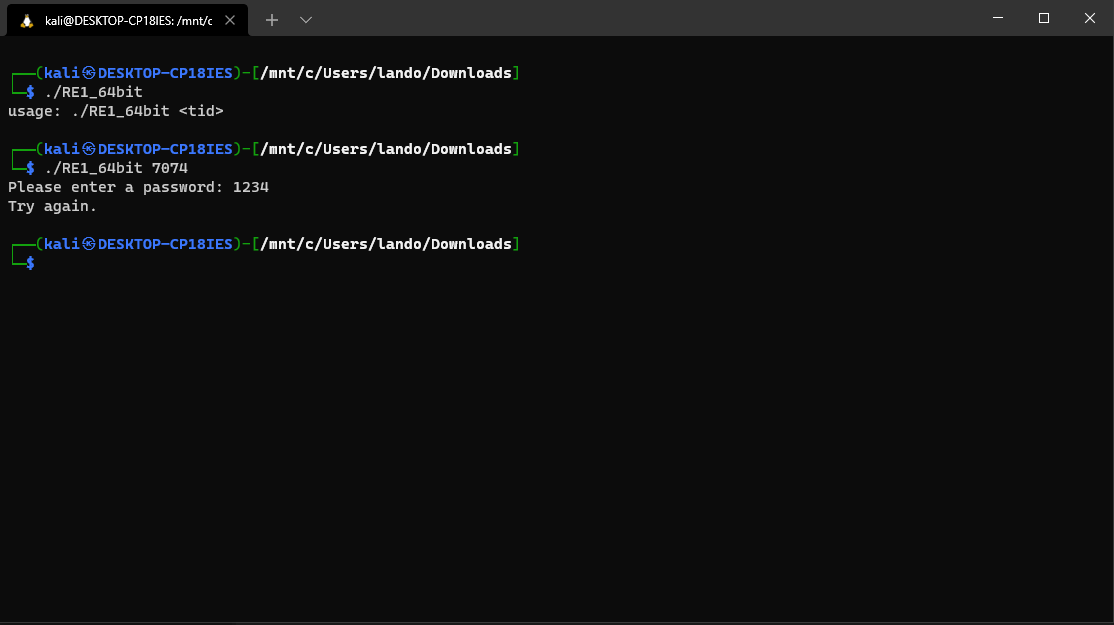 kali@DESKTOP-CP18IES: /mnt/c
┌──(kali㉿DESKTOP-CP18IES)-[/mnt/c/Users/lando/Downloads]
└─$ ./RE1_64bit
usage: ./RE1_64bit <tid>
┌──(kali㉿DESKTOP-CP18IES)-[/mnt/c/Users/lando/Downloads]
└─$ ./RE1_64bit 7074
Please enter a password: 1234
Try again.
┌──(kali㉿DESKTOP-CP18IES)-[/mnt/c/Users/lando/Downloads]
└─$